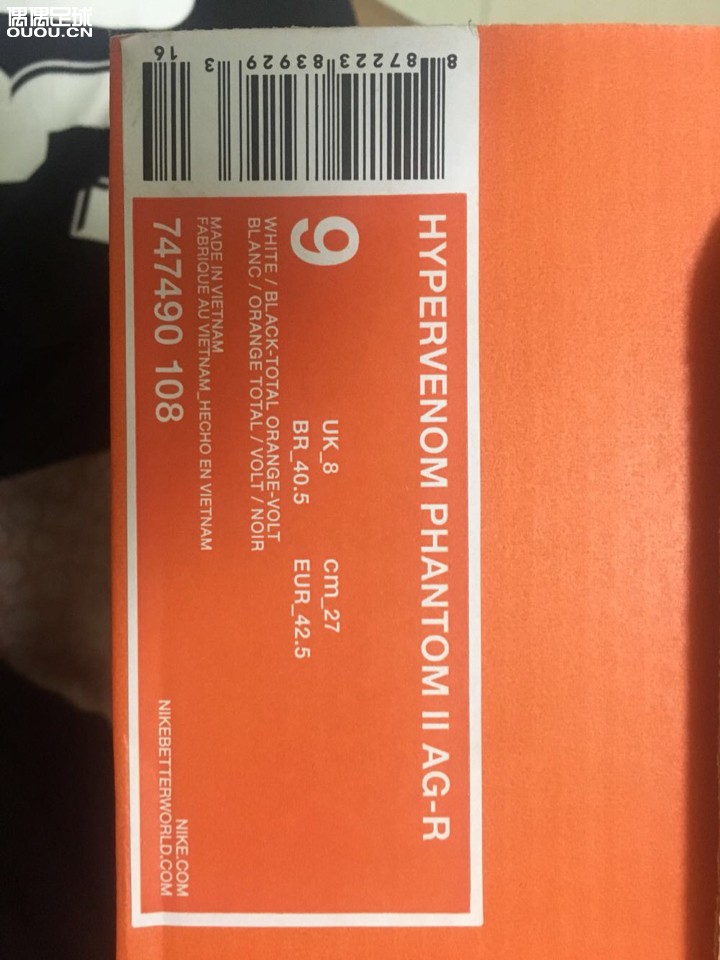 偶偶足球
OUOU.CN
8 87223 83929 3 16
HYPERVENOM PHANTOM II AG-R
9
UK_8 cm_27
BR_40.5 EUR_42.5
WHITE / BLACK-TOTAL ORANGE-VOLT
BLANC / ORANGE TOTAL / VOLT / NOIR
MADE IN VIETNAM
FABRIQUE AU VIETNAM_HECHO EN VIETNAM
747490 108
NIKE.COM
NIKEBETTERWORLD.COM